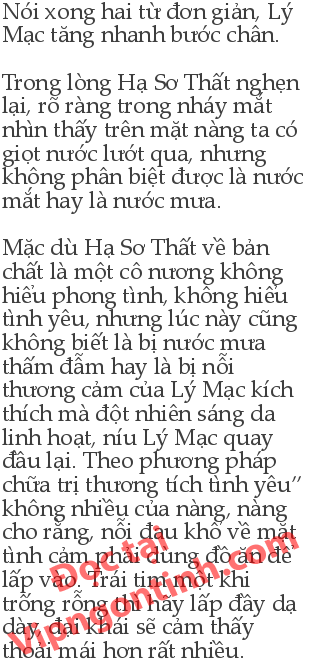 Nói xong hai từ đơn giản, Lý
Mạc tăng nhanh bước chân.
Trong lòng Hạ Sơ Thất nghẹn
lại, rõ ràng trong nháy mắt
nhìn thấy trên mặt nàng ta có
giọt nước lướt qua, nhưng
không phân biệt được là nước
mắt hay là nước mưa.
Mặc dù Hạ Sơ Thất về bản
chất là một cô nương không
hiểu phong tình, không hiểu
tình yêu, nhưng lúc này cũng
không biết là bị nước mưa
thấm đẫm hay là bị nỗi
thương cảm của Lý Mạc kích
thích mà đột nhiên sáng dạ
linh hoạt, níu Lý Mạc quay
đầu lại. Theo phương pháp
chữa trị thương tích tình yêu”
không nhiều của nàng, nàng
cho rằng, nỗi đau khổ về mặt
tình cảm phải dùng đồ ăn để
lấp vào. Trái tim một khi
trống rỗng thì hãy lấp đầy dạ
dày, đại khái sẽ cảm thấy
thoải mái hơn rất nhiều.
Đọc tại
Vipngontinh.com